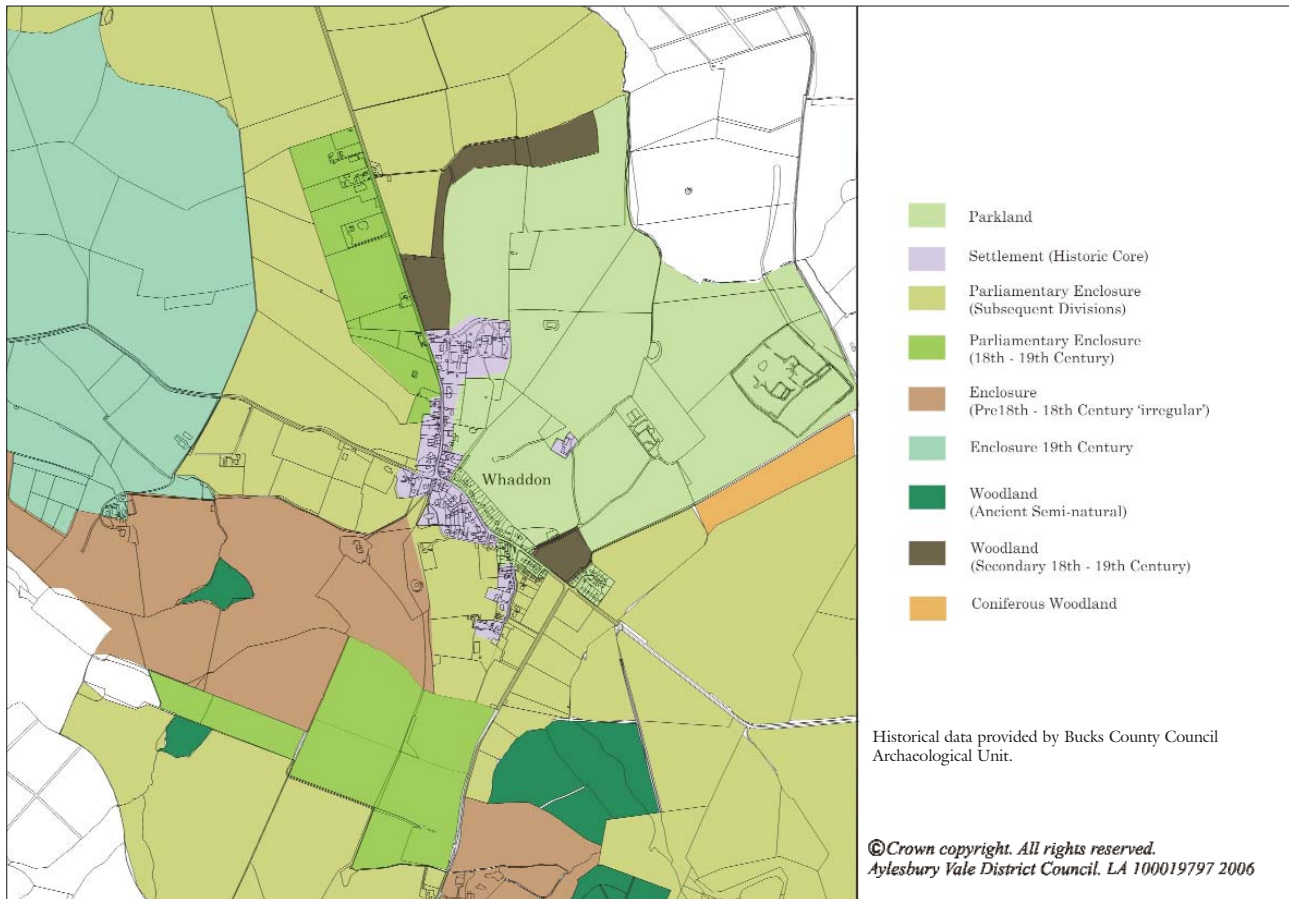 Whaddon
Parkland
Settlement (Historic Core)
Parliamentary Enclosure
(Subsequent Divisions)
Parliamentary Enclosure
(18th - 19th Century)
Enclosure
(Pre18th - 18th Century ‘irregular’)
Enclosure 19th Century
Woodland
(Ancient Semi-natural)
Woodland
(Secondary 18th - 19th Century)
Coniferous Woodland
Historical data provided by Bucks County Council
Archaeological Unit.
©Crown copyright. All rights reserved.
Aylesbury Vale District Council. LA 100019797 2006